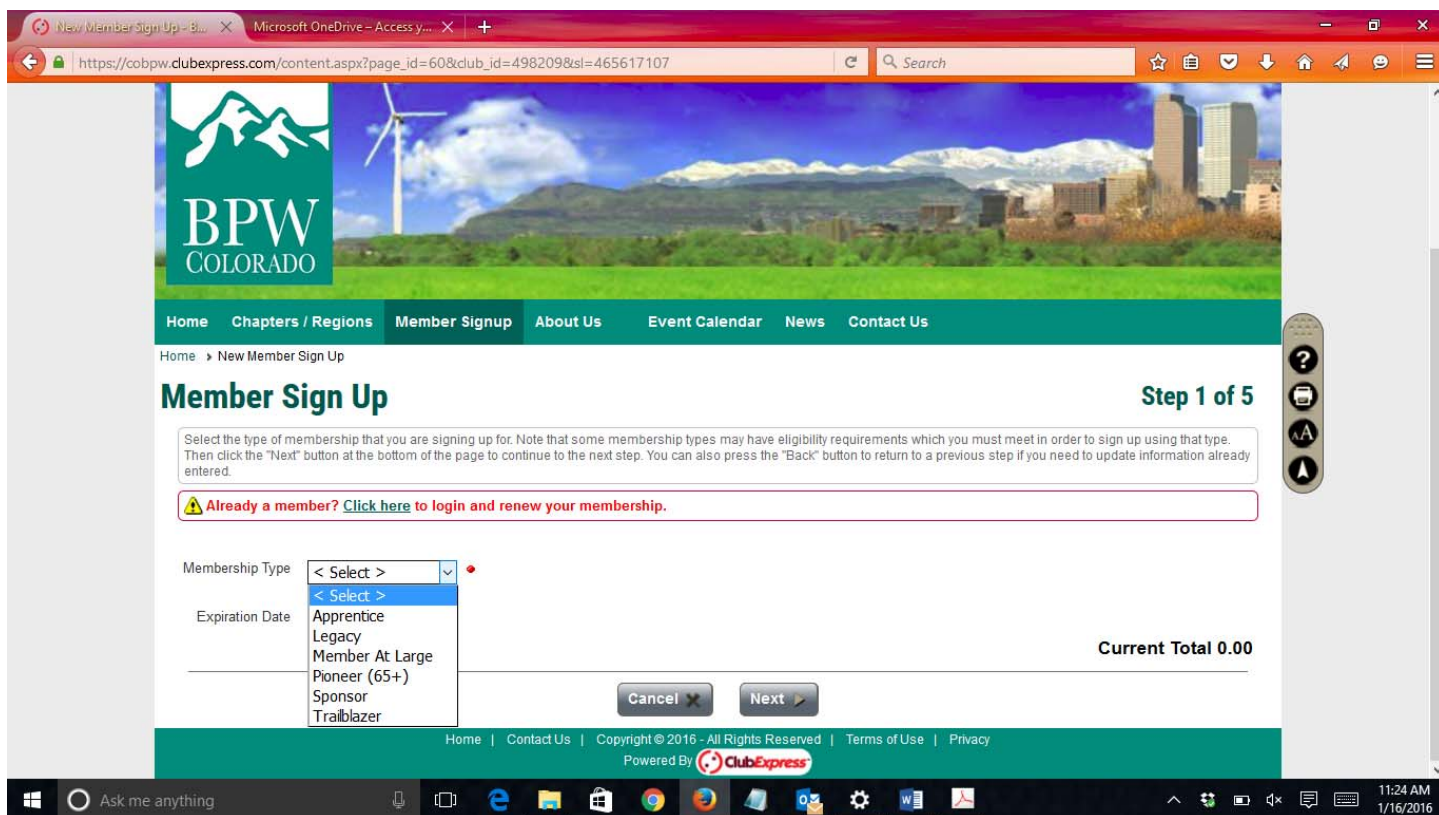 New Member Sign Up - B...
Microsoft OneDrive – Access y...
https://cobpw.clubexpress.com/content.aspx?page_id=60&club_id=498209&sl=465617107
Search
BPW
COLORADO
Home Chapters / Regions Member Signup About Us Event Calendar News Contact Us
Home > New Member Sign Up
Member Sign Up
Step 1 of 5
Select the type of membership that you are signing up for. Note that some membership types may have eligibility requirements which you must meet in order to sign up using that type.
Then click the "Next" button at the bottom of the page to continue to the next step. You can also press the "Back" button to return to a previous step if you need to update information already
entered.
Already a member? Click here to login and renew your membership.
Membership Type
< Select >
< Select >
Expiration Date
Apprentice
Legacy
Member At Large
Pioneer (65+)
Sponsor
Trailblazer
Current Total 0.00
Cancel
Next
Home | Contact Us | Copyright © 2016 - All Rights Reserved | Terms of Use | Privacy
Powered By ClubExpress
Ask me anything
11:24 AM
1/16/2016